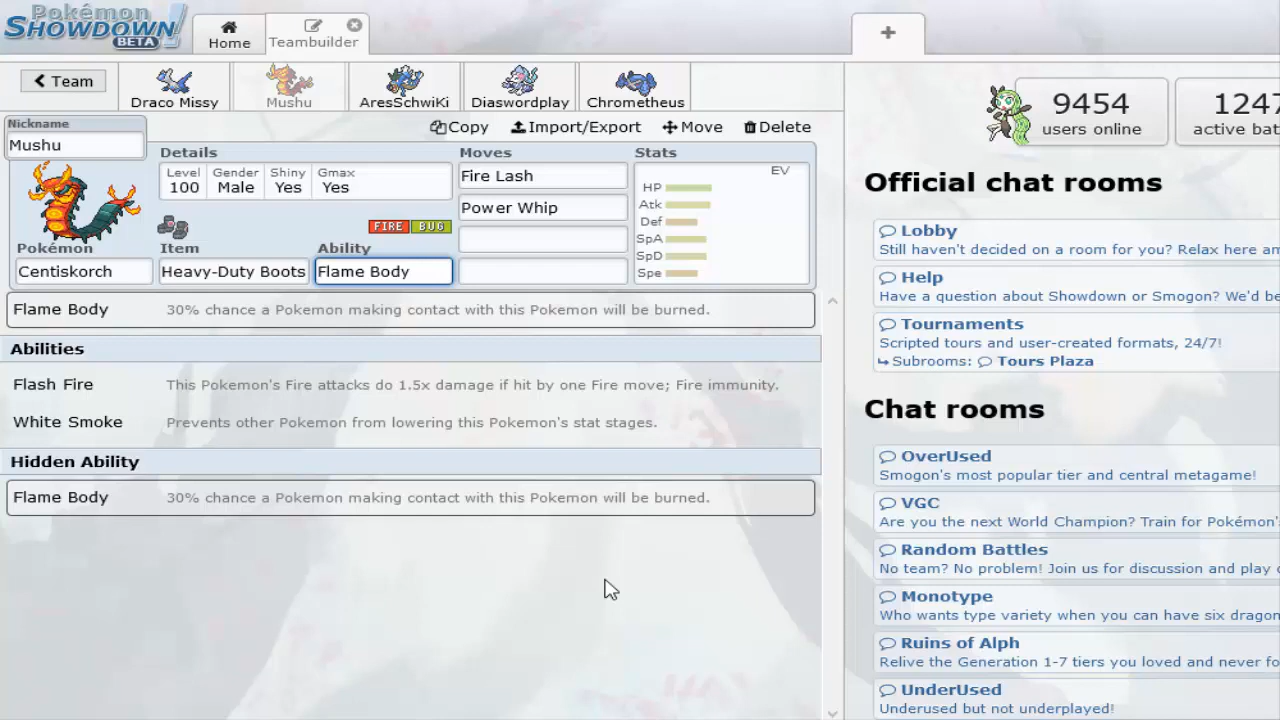 Pokémon
SHOWDOWN!
BETA
Home
Teambuilder
+
Team
Draco Missy
Mushu
AresSchwiKi
Diaswordplay
Chrometheus
Nickname
Mushu
Copy
Import/Export
Move
Delete
Details
Level
100
Gender
Male
Shiny
Yes
Gmax
Yes
FIRE
BUG
Pokémon
Centiskorch
Item
Heavy-Duty Boots
Ability
Flame Body
Moves
Fire Lash
Power Whip
Stats
EV
HP
Atk
Def
SpA
SpD
Spe
Flame Body 30% chance a Pokemon making contact with this Pokemon will be burned.
Abilities
Flash Fire This Pokemon's Fire attacks do 1.5x damage if hit by one Fire move; Fire immunity.
White Smoke Prevents other Pokemon from lowering this Pokemon's stat stages.
Hidden Ability
Flame Body 30% chance a Pokemon making contact with this Pokemon will be burned.
9454
users online
1247
active bat
Official chat rooms
Lobby
Still haven't decided on a room for you? Relax here am
Help
Have a question about Showdown or Smogon? We'd be
Tournaments
Scripted tours and user-created formats, 24/7!
↳ Subrooms: Tours Plaza
Chat rooms
OverUsed
Smogon's most popular tier and central metagame!
VGC
Are you the next World Champion? Train for Pokémon's
Random Battles
No team? No problem! Join us for discussion and play o
Monotype
Who wants type variety when you can have six dragon
Ruins of Alph
Relive the Generation 1-7 tiers you loved and never fo
UnderUsed
Underused but not underplayed!